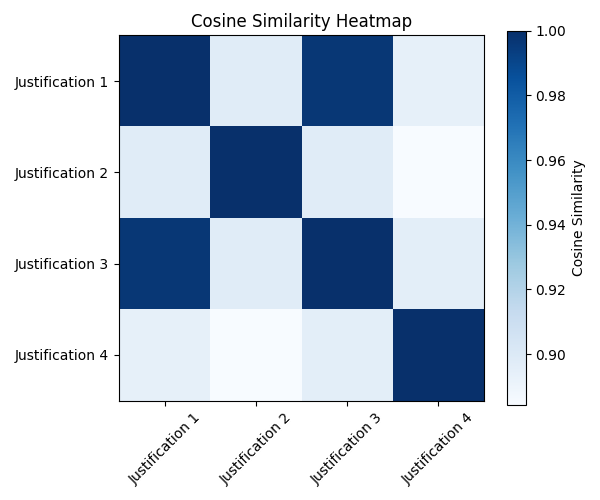 Cosine Similarity Heatmap
Justification 1
Justification 2
Justification 3
Justification 4
Justification 1
Justification 2
Justification 3
Justification 4
1.00
0.98
0.96
0.94
0.92
0.90
Cosine Similarity